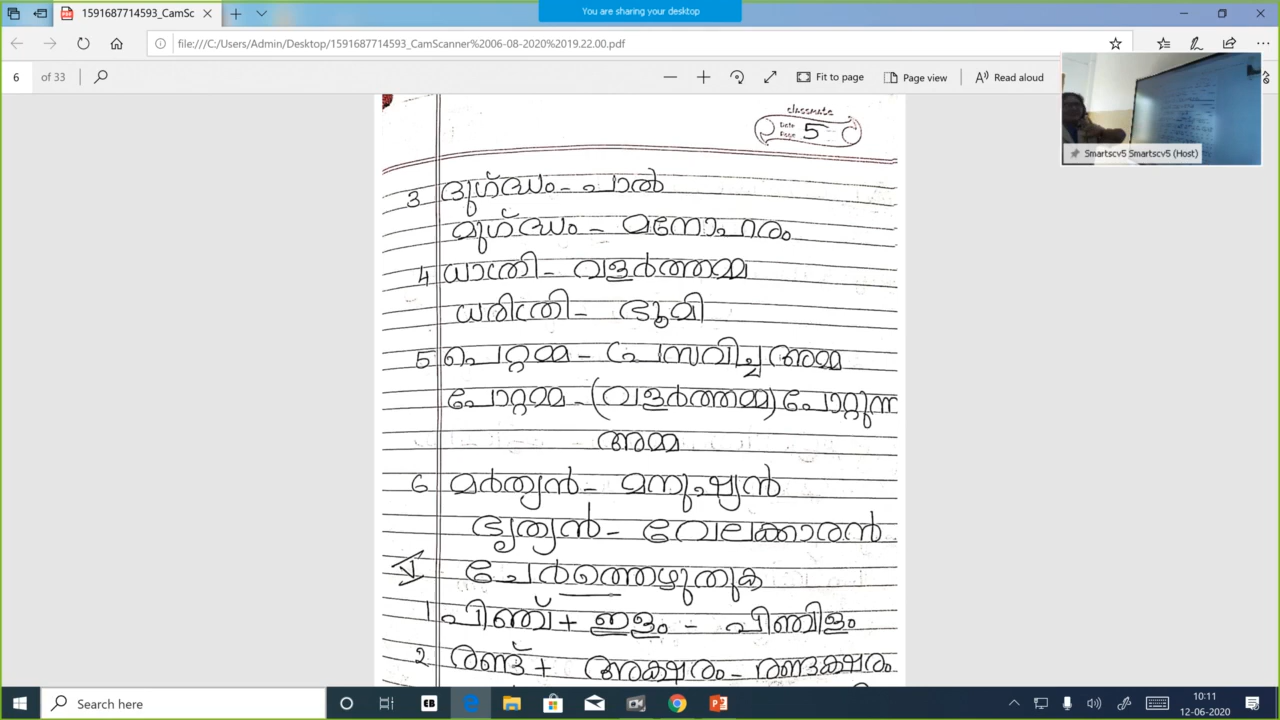 You are sharing your desktop
1591687714593_CamSc
file:///C:/Users/Admin/Desktop/1591687714593_CamScanner%2006-08-2020%2019.22.00.pdf
6 of 33
Fit to page
Page view
Read aloud
Smartscv5 Smartscv5 (Host)
classmate
Date
Page 5
3 ദുഗ്ദ്ധം - പാൽ
മുഗ്ദ്ധം - മനോഹരം
4 ധാത്രി - വളർത്തമ്മ
ധരിത്രി - ഭൂമി
5 പെറ്റമ്മ - പ്രസവിച്ച അമ്മ
പോറ്റമ്മ - (വളർത്തമ്മ) പോറ്റുന്ന
അമ്മ
6 മർത്യൻ - മനുഷ്യൻ
ഭൃത്യൻ - വേലക്കാരൻ
ചേർത്തെഴുതുക
1 പിഞ്ച് + ഇളം - പിഞ്ചിളം
2 രണ്ട് + അക്ഷരം - രണ്ടക്ഷരം
Search here
10:11
12-06-2020